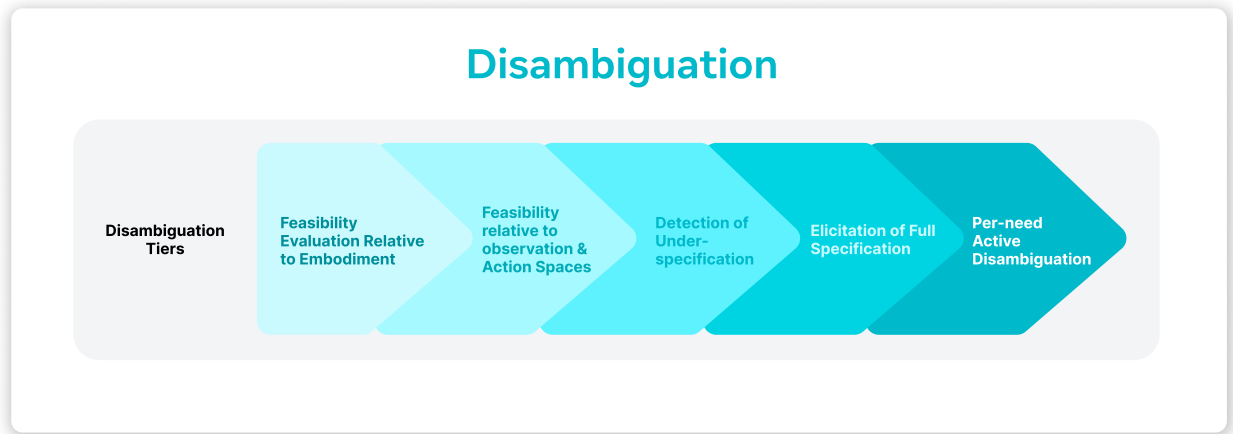 Disambiguation
Disambiguation
Tiers
Feasibility
Evaluation Relative
to Embodiment
Feasibility
relative to
observation &
Action Spaces
Detection of
Under-
specification
Elicitation of Full
Specification
Per-need
Active
Disambiguation